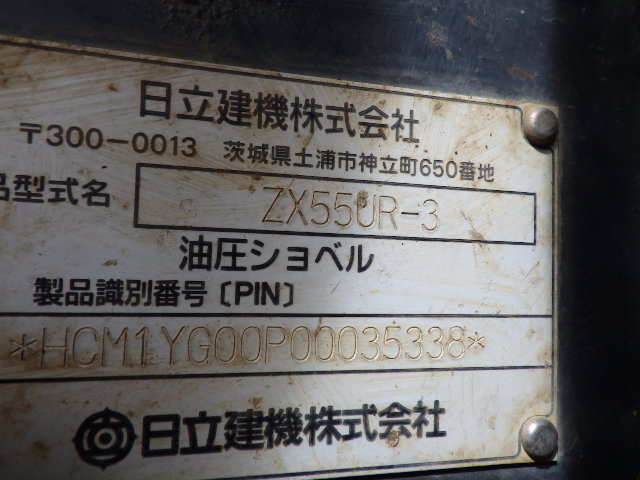 日立建機株式会社
〒300-0013 茨城県土浦市神立町650番地
品型式名 ZX55UR-3
油圧ショベル
製品識別番号〔PIN〕
*HCM1YG00P00035338*
日立建機株式会社